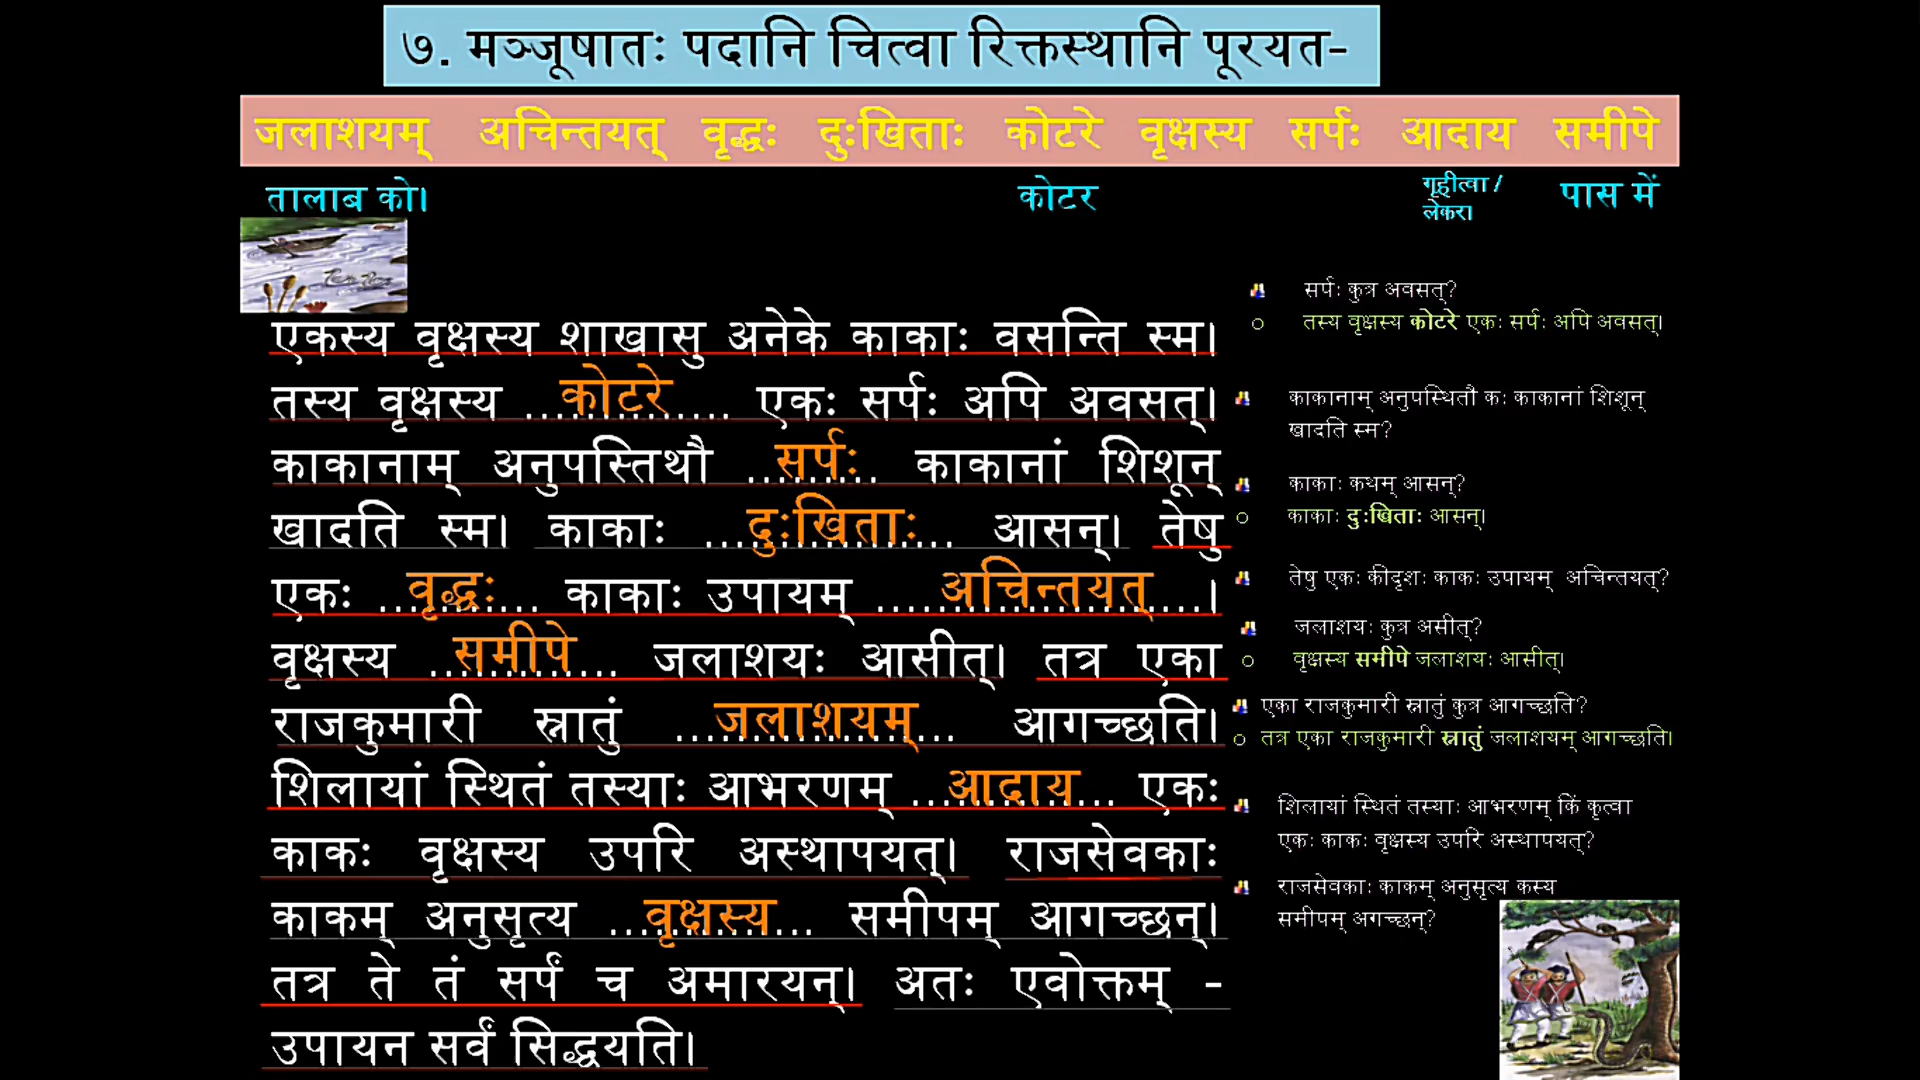 ७. मञ्जूषातः पदानि चित्वा रिक्तस्थानि पूरयत-
जलाशयम् अचिन्तयत् वृद्धः दुःखिताः कोटरे वृक्षस्य सर्पः आदाय समीपे
तालाब को। कोटर गृहीत्वा / लेकर। पास में
एकस्य वृक्षस्य शाखासु अनेके काकाः वसन्ति स्म।
तस्य वृक्षस्य ...कोटरे... एकः सर्पः अपि अवसत्।
काकानाम् अनुपस्तिथौ ...सर्पः... काकानां शिशून्
खादति स्म। काकाः ...दुःखिताः... आसन्। तेषु
एकः ...वृद्धः... काकाः उपायम् ...अचिन्तयत्...।
वृक्षस्य ...समीपे... जलाशयः आसीत्। तत्र एका
राजकुमारी स्नातुं ...जलाशयम्... आगच्छति।
शिलायां स्थितं तस्याः आभरणम् ...आदाय... एकः
काकः वृक्षस्य उपरि अस्थापयत्। राजसेवकाः
काकम् अनुसृत्य ...वृक्षस्य... समीपम् आगच्छन्।
तत्र ते तं सर्पं च अमारयन्। अतः एवोक्तम् -
उपायन सर्वं सिद्धयति।
सर्पः कुत्र अवसत्?
तस्य वृक्षस्य कोटरे एकः सर्पः अपि अवसत्।
काकानाम् अनुपस्थितौ कः काकानां शिशून्
खादति स्म?
काकाः कथम् आसन्?
काकाः दुःखिताः आसन्।
तेषु एकः कीदृशः काकः उपायम् अचिन्तयत्?
जलाशयः कुत्र असीत्?
वृक्षस्य समीपे जलाशयः आसीत्।
एका राजकुमारी स्नातुं कुत्र आगच्छति?
तत्र एका राजकुमारी स्नातुं जलाशयम् आगच्छति।
शिलायां स्थितं तस्याः आभरणम् किं कृत्वा
एकः काकः वृक्षस्य उपरि अस्थापयत्?
राजसेवकाः काकम् अनुसृत्य कस्य
समीपम् अगच्छन्?